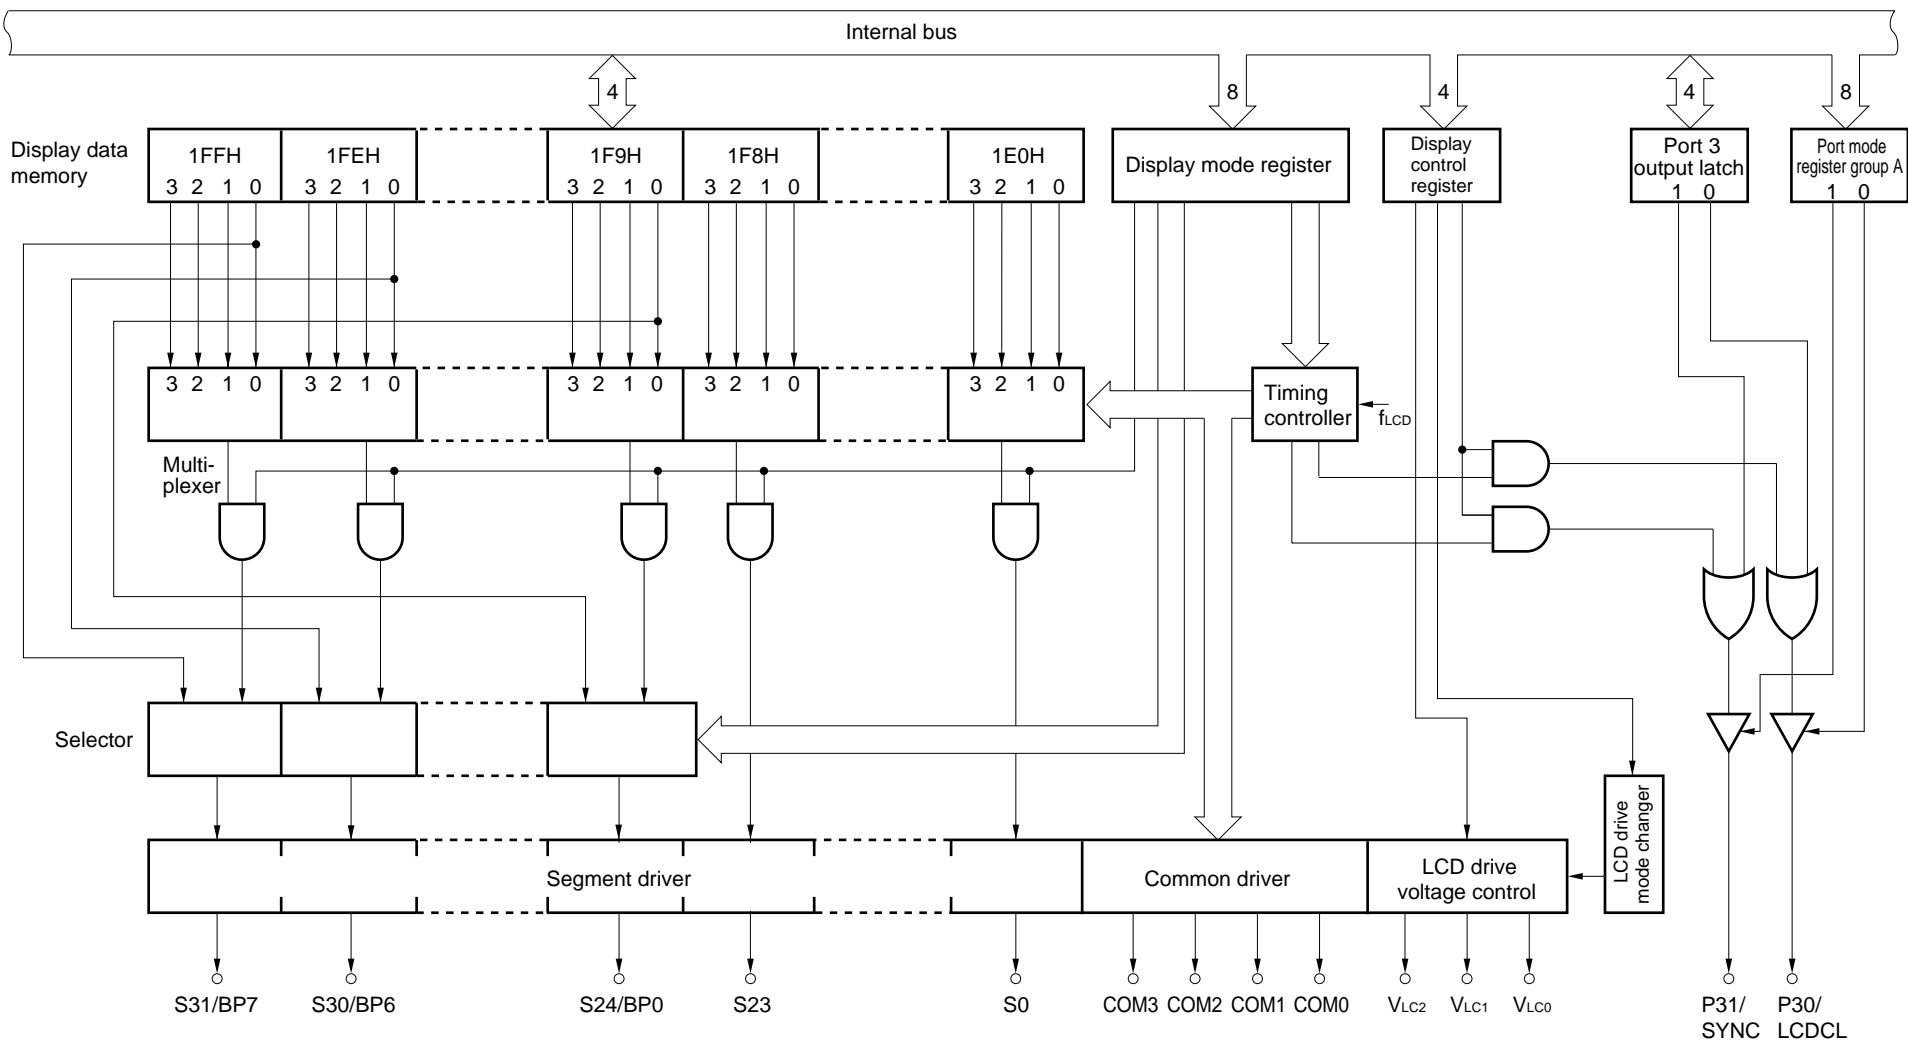 Internal bus
4
8
4
4
8
Display data
memory
1FFH
3 2 1 0
1FEH
3 2 1 0
1F9H
3 2 1 0
1F8H
3 2 1 0
1E0H
3 2 1 0
Display mode register
Display
control
register
Port 3
output latch
1 0
Port mode
register group A
1 0
3 2 1 0
3 2 1 0
3 2 1 0
3 2 1 0
3 2 1 0
Timing
controller
fLCD
Multi-
plexer
Selector
LCD drive
mode changer
Segment driver
Common driver
LCD drive
voltage control
S31/BP7
S30/BP6
S24/BP0
S23
S0
COM3
COM2
COM1
COM0
VLC2
VLC1
VLC0
P31/
SYNC
P30/
LCDCL